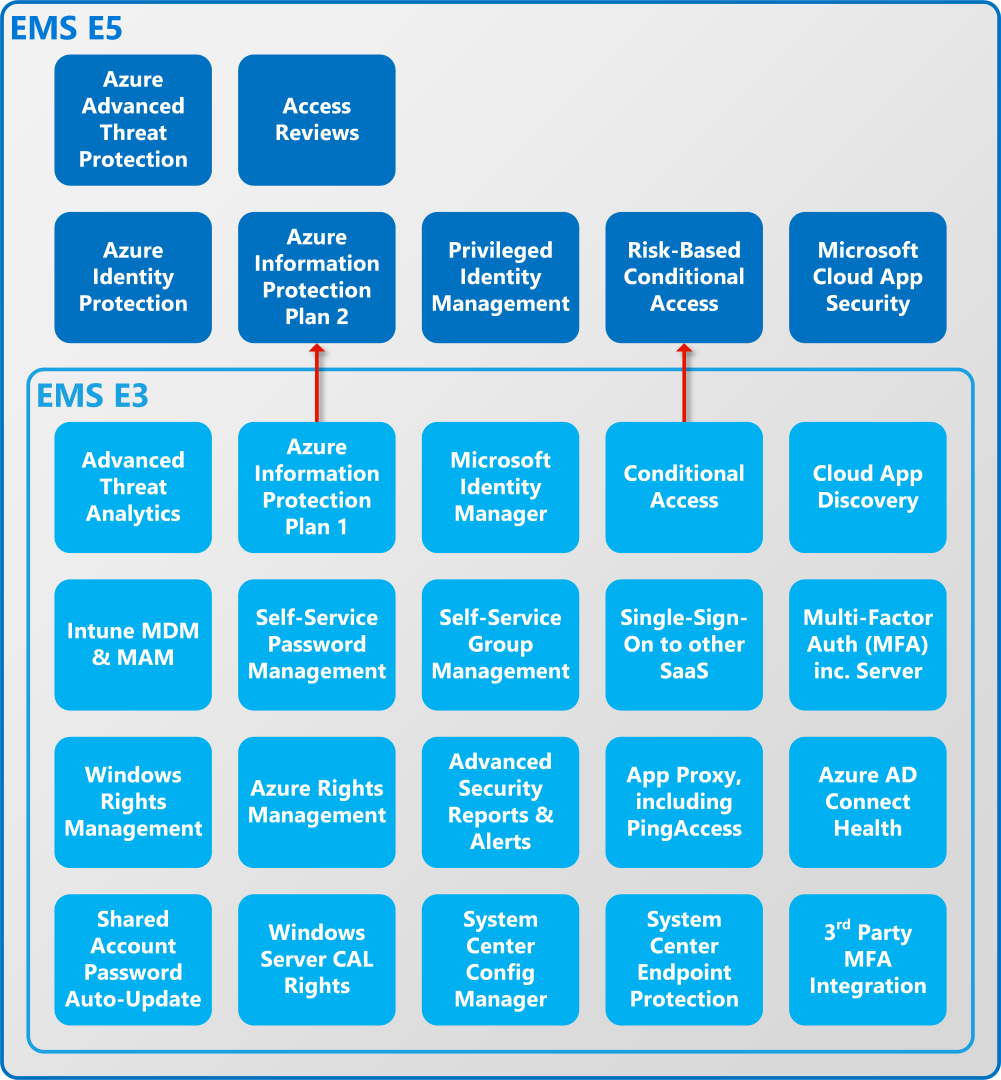 EMS E5
Azure
Advanced
Threat
Protection
Access
Reviews
Azure
Identity
Protection
Azure
Information
Protection
Plan 2
Privileged
Identity
Management
Risk-Based
Conditional
Access
Microsoft
Cloud App
Security
EMS E3
Advanced
Threat
Analytics
Azure
Information
Protection
Plan 1
Microsoft
Identity
Manager
Conditional
Access
Cloud App
Discovery
Intune MDM
& MAM
Self-Service
Password
Management
Self-Service
Group
Management
Single-Sign-
On to other
SaaS
Multi-Factor
Auth (MFA)
inc. Server
Windows
Rights
Management
Azure Rights
Management
Advanced
Security
Reports &
Alerts
App Proxy,
including
PingAccess
Azure AD
Connect
Health
Shared
Account
Password
Auto-Update
Windows
Server CAL
Rights
System
Center
Config
Manager
System
Center
Endpoint
Protection
3rd Party
MFA
Integration